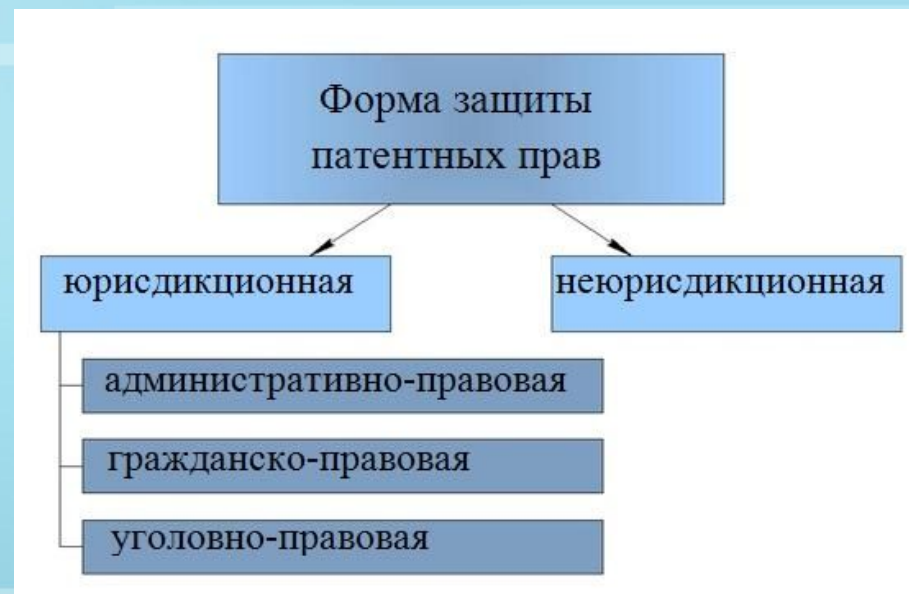 Форма защиты
патентных прав
юрисдикционная
неюрисдикционная
административно-правовая
гражданско-правовая
уголовно-правовая